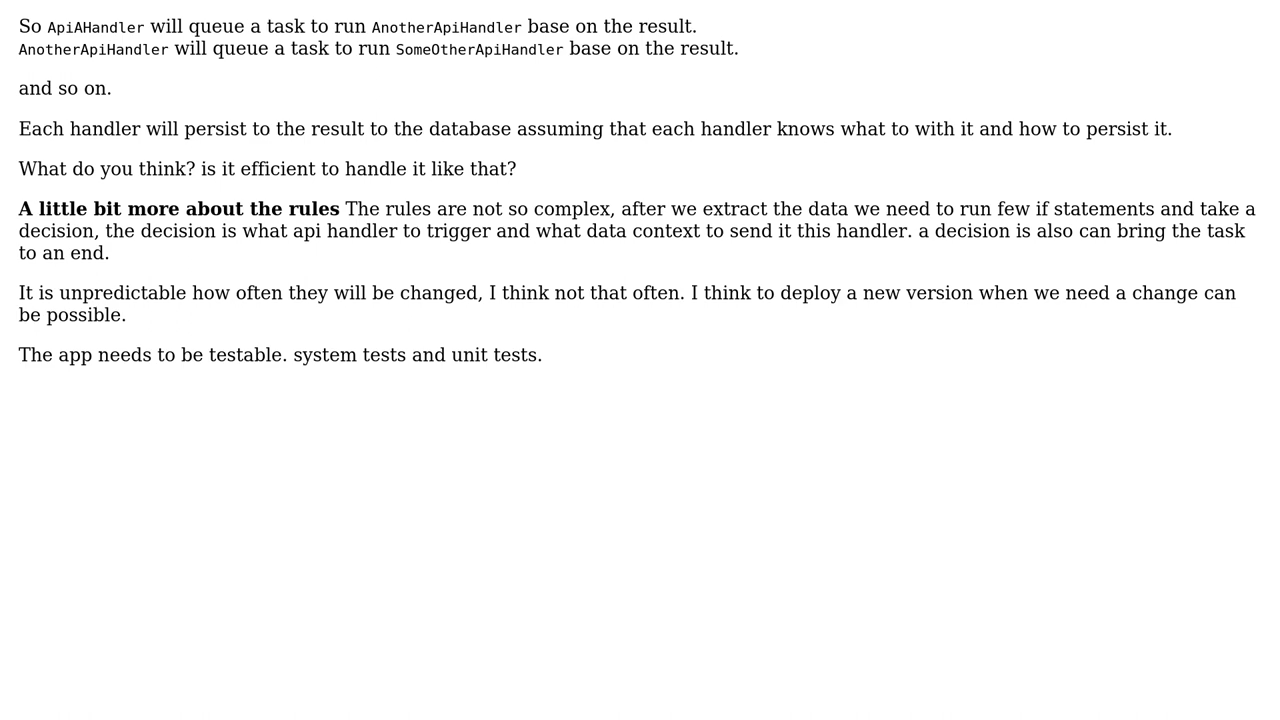 So ApiAHandler will queue a task to run AnotherApiHandler base on the result.
AnotherApiHandler will queue a task to run SomeOtherApiHandler base on the result.
and so on.
Each handler will persist to the result to the database assuming that each handler knows what to with it and how to persist it.
What do you think? is it efficient to handle it like that?
A little bit more about the rules The rules are not so complex, after we extract the data we need to run few if statements and take a
decision, the decision is what api handler to trigger and what data context to send it this handler. a decision is also can bring the task
to an end.
It is unpredictable how often they will be changed, I think not that often. I think to deploy a new version when we need a change can
be possible.
The app needs to be testable. system tests and unit tests.